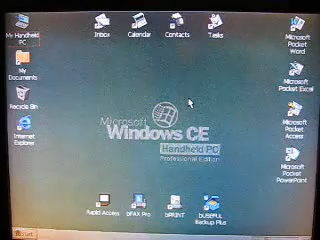 My Handheld
PC
Inbox
Calendar
Contacts
Tasks
Microsoft
Pocket
Word
My
Documents
Microsoft
Pocket Excel
Recycle Bin
Microsoft
Pocket
Access
Internet
Explorer
Microsoft
Windows CE
Handheld PC
Professional Edition
Microsoft
Pocket
PowerPoint
Rapid Access
bFAX Pro
bPRINT
bUSEFUL
Backup Plus
Start